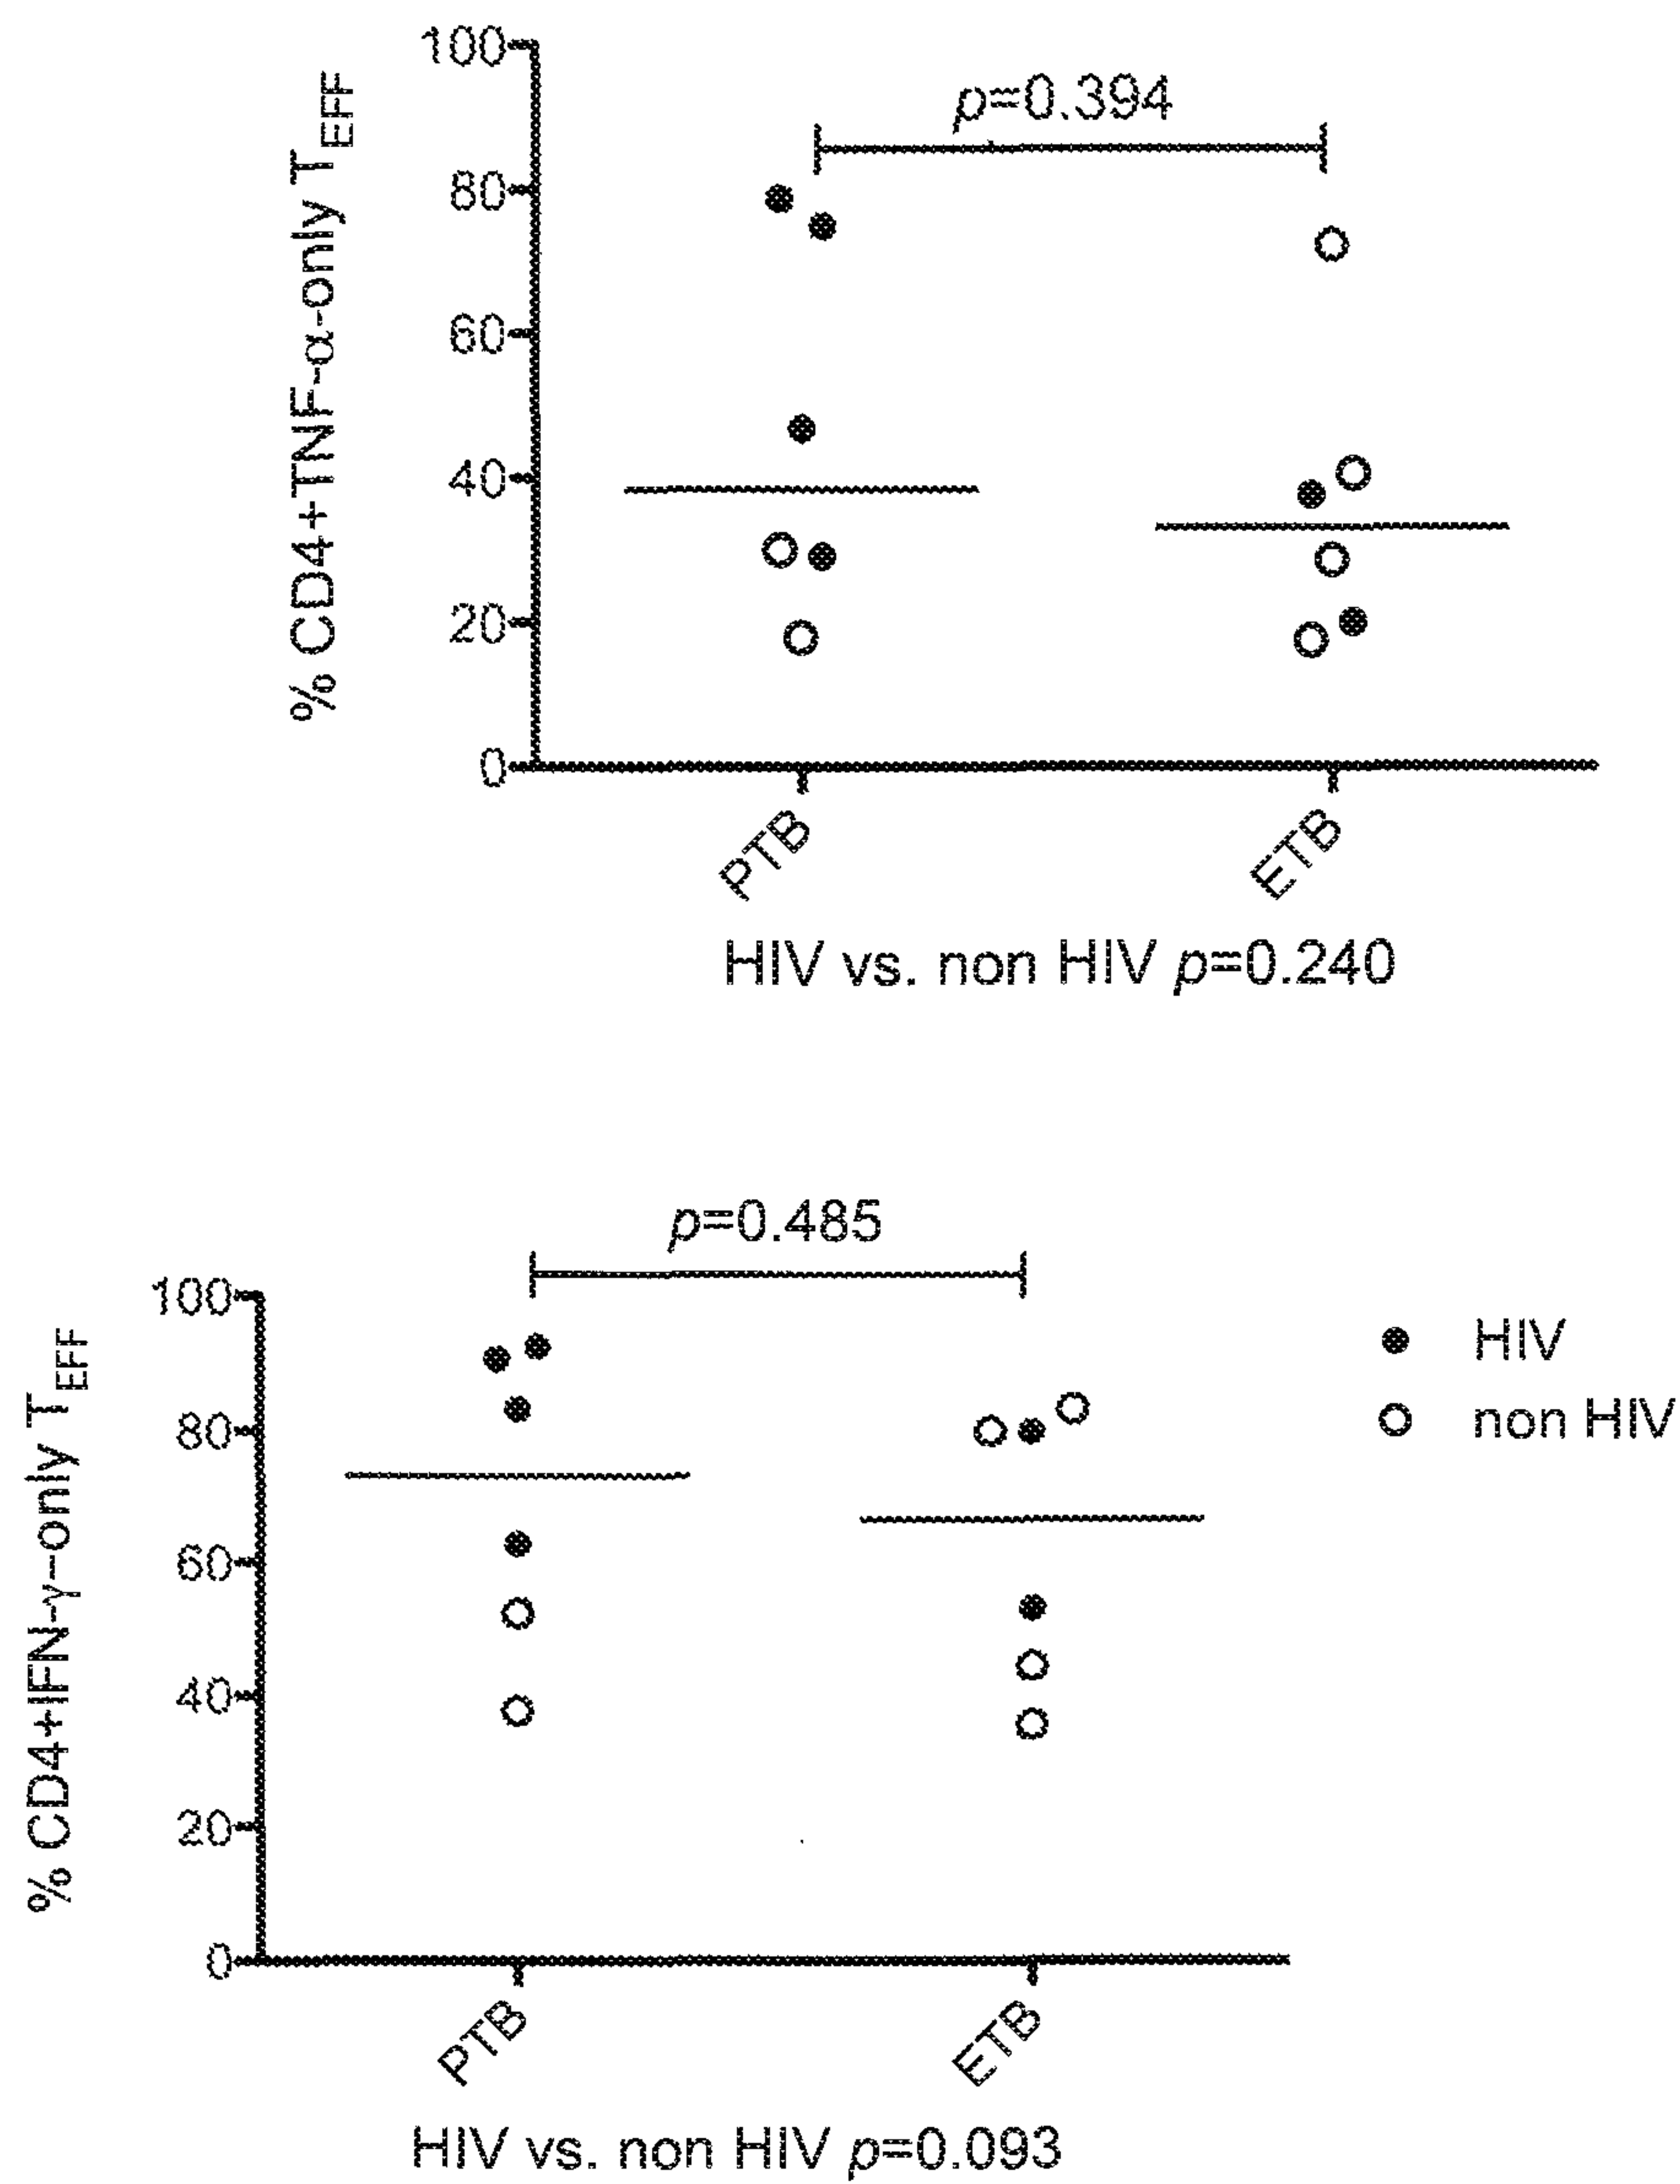 % CD4+TNF-α-only TEFF
100
80
60
40
20
0
p=0.394
PTB
ETB
HIV vs. non HIV p=0.240
% CD4+IFN-γ-only TEFF
100
80
60
40
20
0
p=0.485
HIV
non HIV
PTB
ETB
HIV vs. non HIV p=0.093